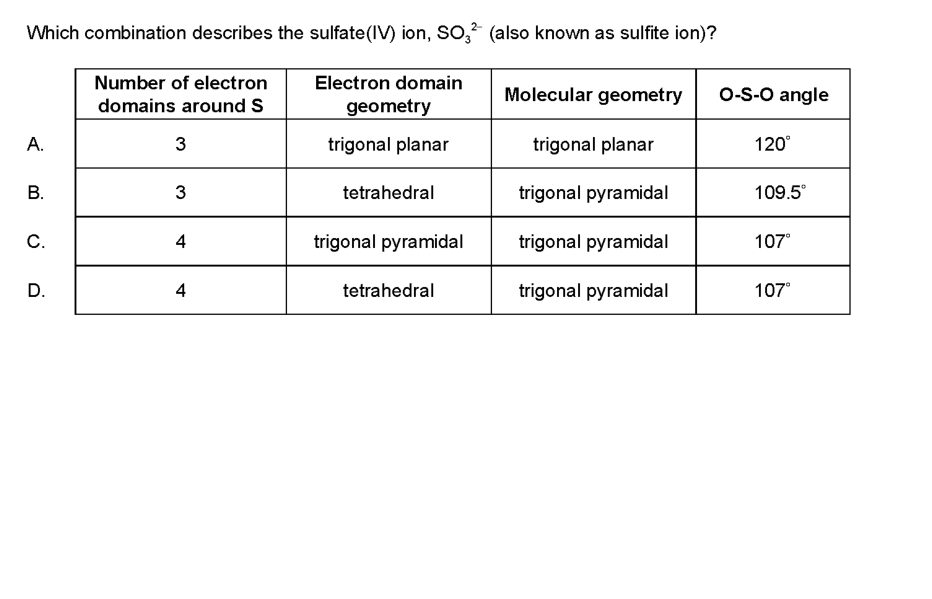 Which combination describes the sulfate(IV) ion, SO₃²⁻ (also known as sulfite ion)?
Number of electron domains around S | Electron domain geometry | Molecular geometry | O-S-O angle
A. 3 trigonal planar trigonal planar 120°
B. 3 tetrahedral trigonal pyramidal 109.5°
C. 4 trigonal pyramidal trigonal pyramidal 107°
D. 4 tetrahedral trigonal pyramidal 107°